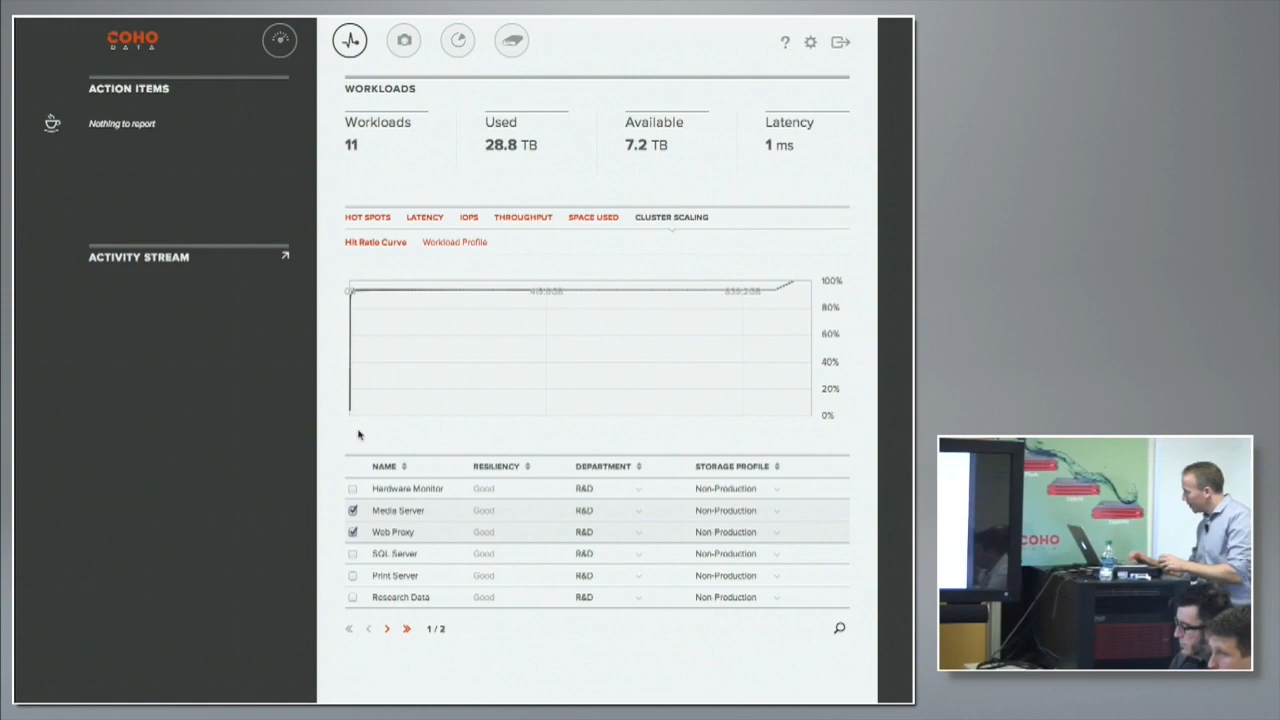 COHO
DATA
ACTION ITEMS
Nothing to report
ACTIVITY STREAM
WORKLOADS
Workloads Used Available Latency
11 28.8 TB 7.2 TB 1 ms
HOT SPOTS LATENCY IOPS THROUGHPUT SPACE USED CLUSTER SCALING
Hit Ratio Curve Workload Profile
100%
80%
60%
40%
20%
0%
NAME RESILIENCY DEPARTMENT STORAGE PROFILE
Hardware Monitor Good R&D Non-Production
Media Server Good R&D Non-Production
Web Proxy Good R&D Non-Production
SQL Server Good R&D Non-Production
Print Server Good R&D Non-Production
Research Data Good R&D Non-Production
1 / 2
COHO
DATA